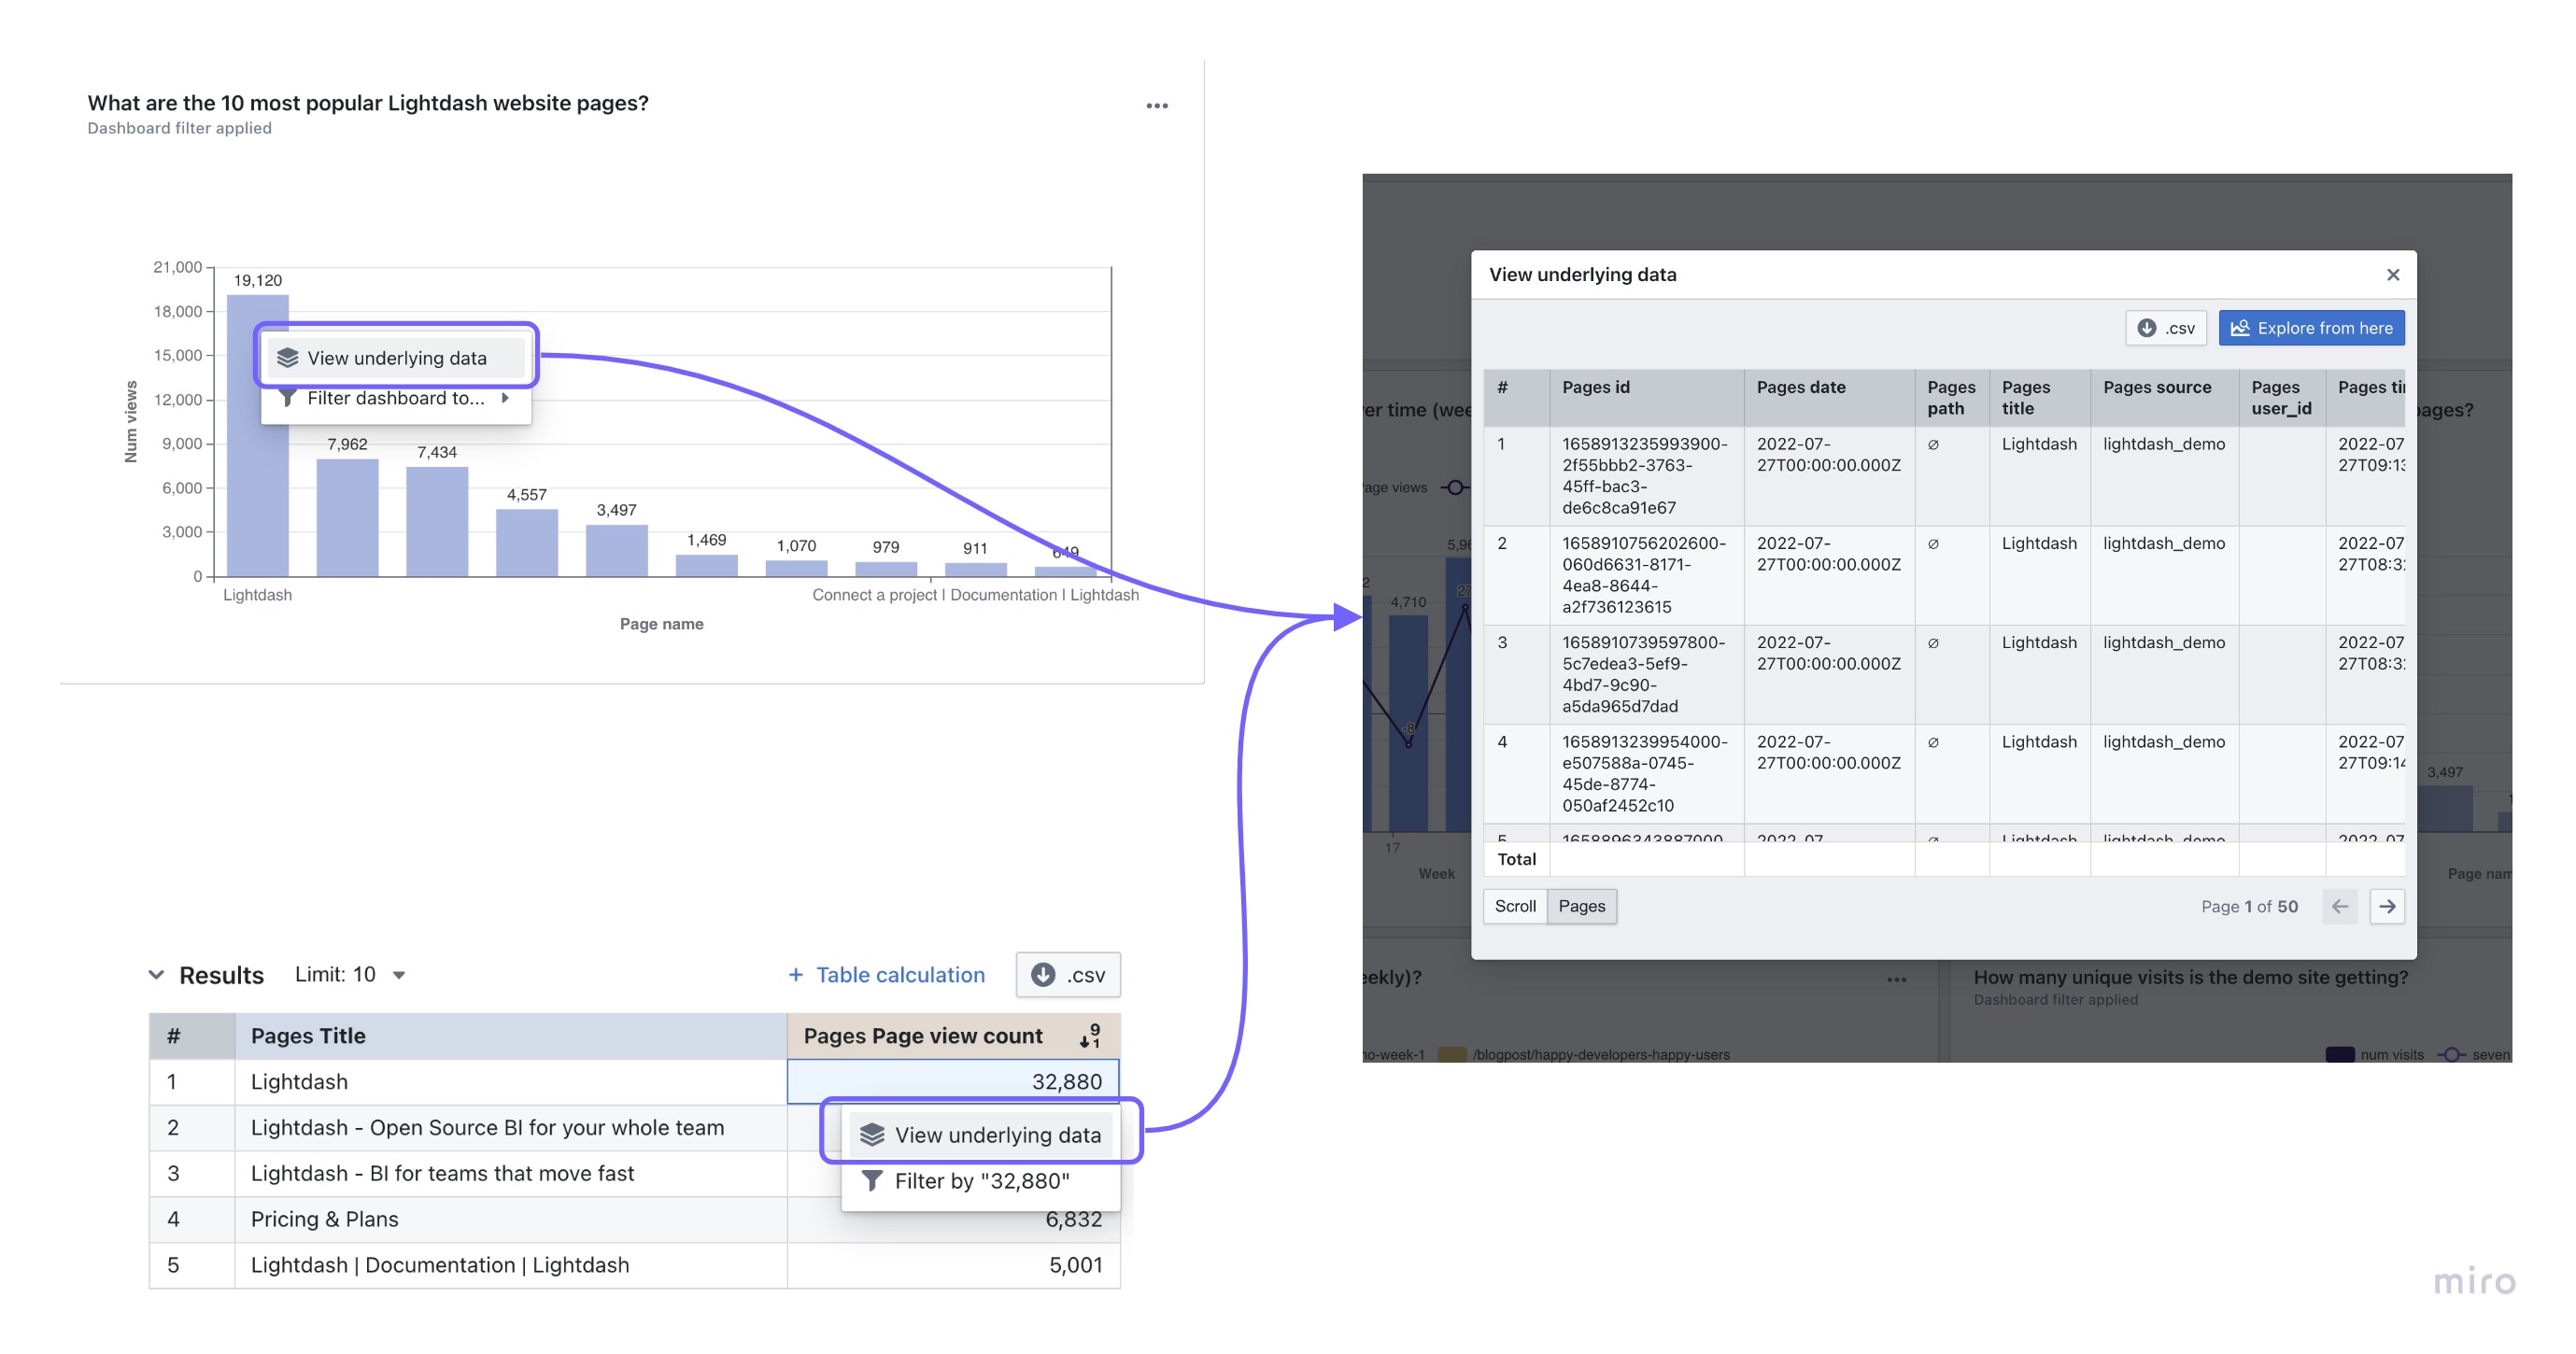 What are the 10 most popular Lightdash website pages?
Dashboard filter applied
21,000
18,000
15,000
12,000
9,000
6,000
3,000
0
Num views
19,120
7,962
7,434
4,557
3,497
1,469
1,070
979
911
649
View underlying data
Filter dashboard to...
Lightdash
Connect a project | Documentation | Lightdash
Page name
Results
Limit: 10
+ Table calculation
.csv
# Pages Title Pages Page view count
1 Lightdash 32,880
2 Lightdash - Open Source BI for your whole team
3 Lightdash - BI for teams that move fast
4 Pricing & Plans 6,832
5 Lightdash | Documentation | Lightdash 5,001
View underlying data
Filter by "32,880"
View underlying data
.csv
Explore from here
# Pages id Pages date Pages path Pages title Pages source Pages user_id Pages
1 1658913235993900-
2f55bbb2-3763-
45ff-bac3-
de6c8ca91e67
2022-07-
27T00:00:00.000Z
∅ Lightdash lightdash_demo
2022-07
27T09:13
2 1658910756202600-
060d6631-8171-
4ea8-8644-
a2f736123615
2022-07-
27T00:00:00.000Z
∅ Lightdash lightdash_demo
2022-07
27T08:3
3 1658910739597800-
5c7edea3-5ef9-
4bd7-9c90-
a5da965d7dad
2022-07-
27T00:00:00.000Z
∅ Lightdash lightdash_demo
2022-07
27T08:3
4 1658913239954000-
e507588a-0745-
45de-8774-
050af2452c10
2022-07-
27T00:00:00.000Z
∅ Lightdash lightdash_demo
2022-07
27T09:14
Total
Scroll
Pages
Page 1 of 50
er time (wee
ages?
age views
5,96
4,710
27
-8
17
Week
3,497
Page nam
eekly)?
How many unique visits is the demo site getting?
Dashboard filter applied
no-week-1
/blogpost/happy-developers-happy-users
num visits
seven
miro